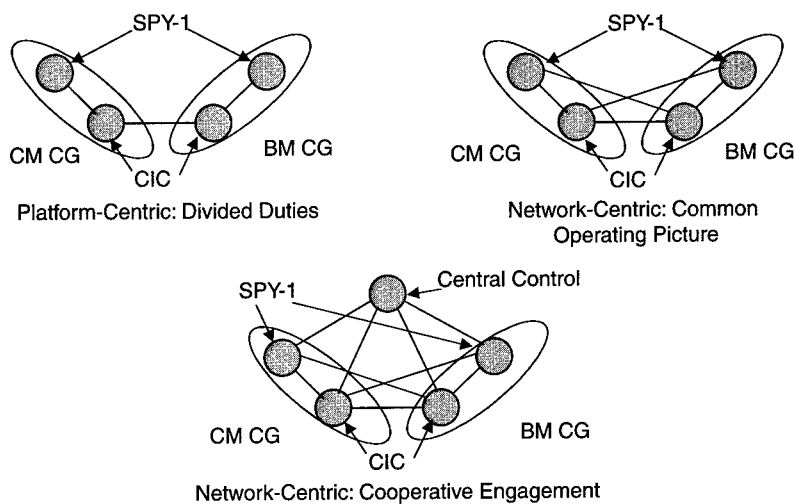 SPY-1
CM CG
BM CG
CIC
Platform-Centric: Divided Duties
SPY-1
CM CG
BM CG
CIC
Network-Centric: Common
Operating Picture
Central Control
SPY-1
CM CG
BM CG
CIC
Network-Centric: Cooperative Engagement